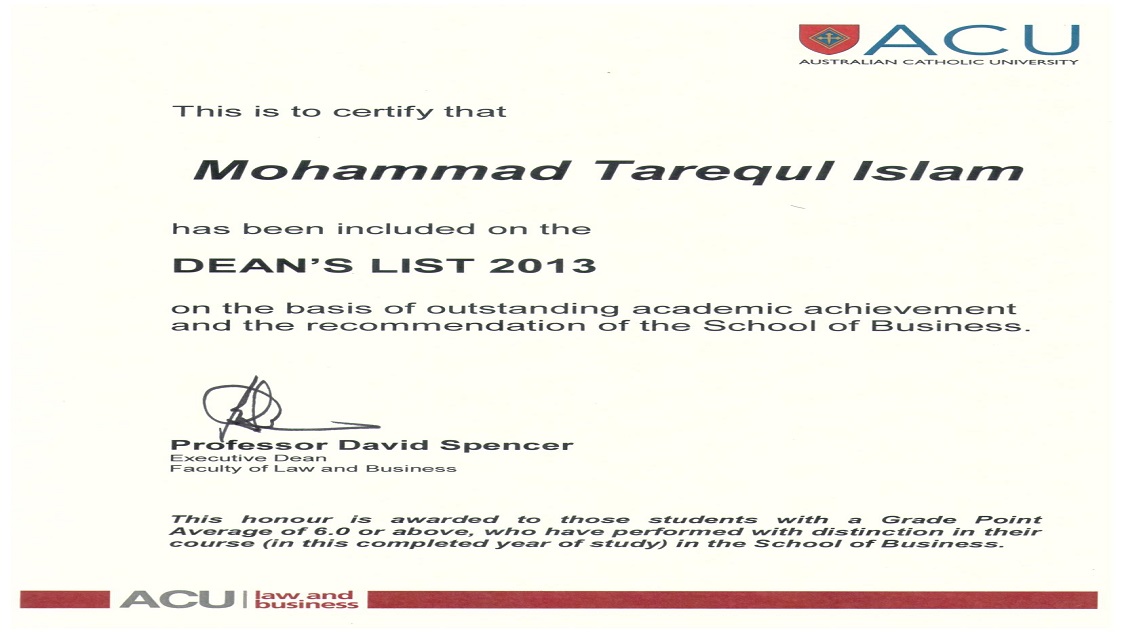 ACU
AUSTRALIAN CATHOLIC UNIVERSITY
This is to certify that
Mohammad Tarequl Islam
has been included on the
DEAN'S LIST 2013
on the basis of outstanding academic achievement
and the recommendation of the School of Business.
Professor David Spencer
Executive Dean
Faculty of Law and Business
This honour is awarded to those students with a Grade Point
Average of 6.0 or above, who have performed with distinction in their
course (in this completed year of study) in the School of Business.
ACU law and
business